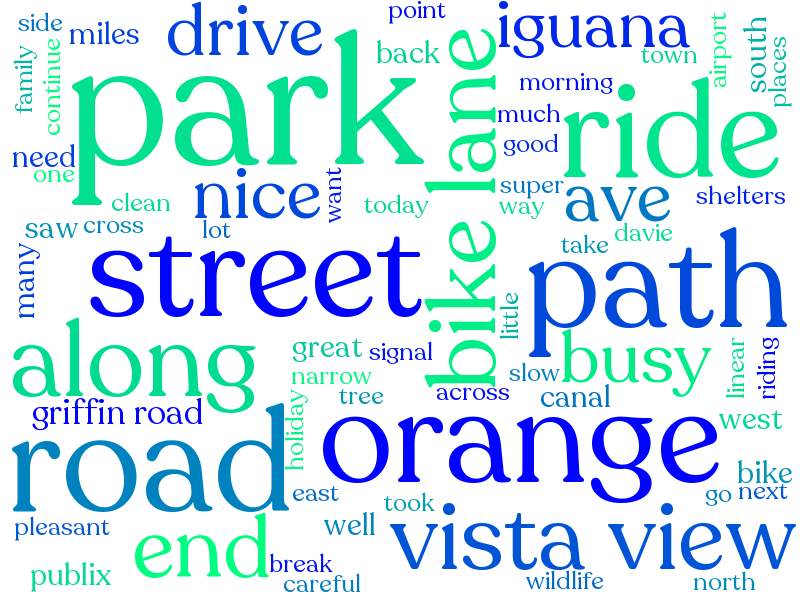 side
miles
drive
point
back
iguana
town
airport
south
places
family
continue
park
bike lane
morning
much
good
ride
need
one
clean
nice
want
today
super
way
ave
shelters
saw
cross
lot
take
davie
many
street
little
path
along
great
signal
narrow
tree
across
slow
busy
linear
riding
canal
griffin road
holiday
orange
west
road
east
took
bike
go
next
pleasant
end
well
vista view
publix
break
careful
wildlife
north